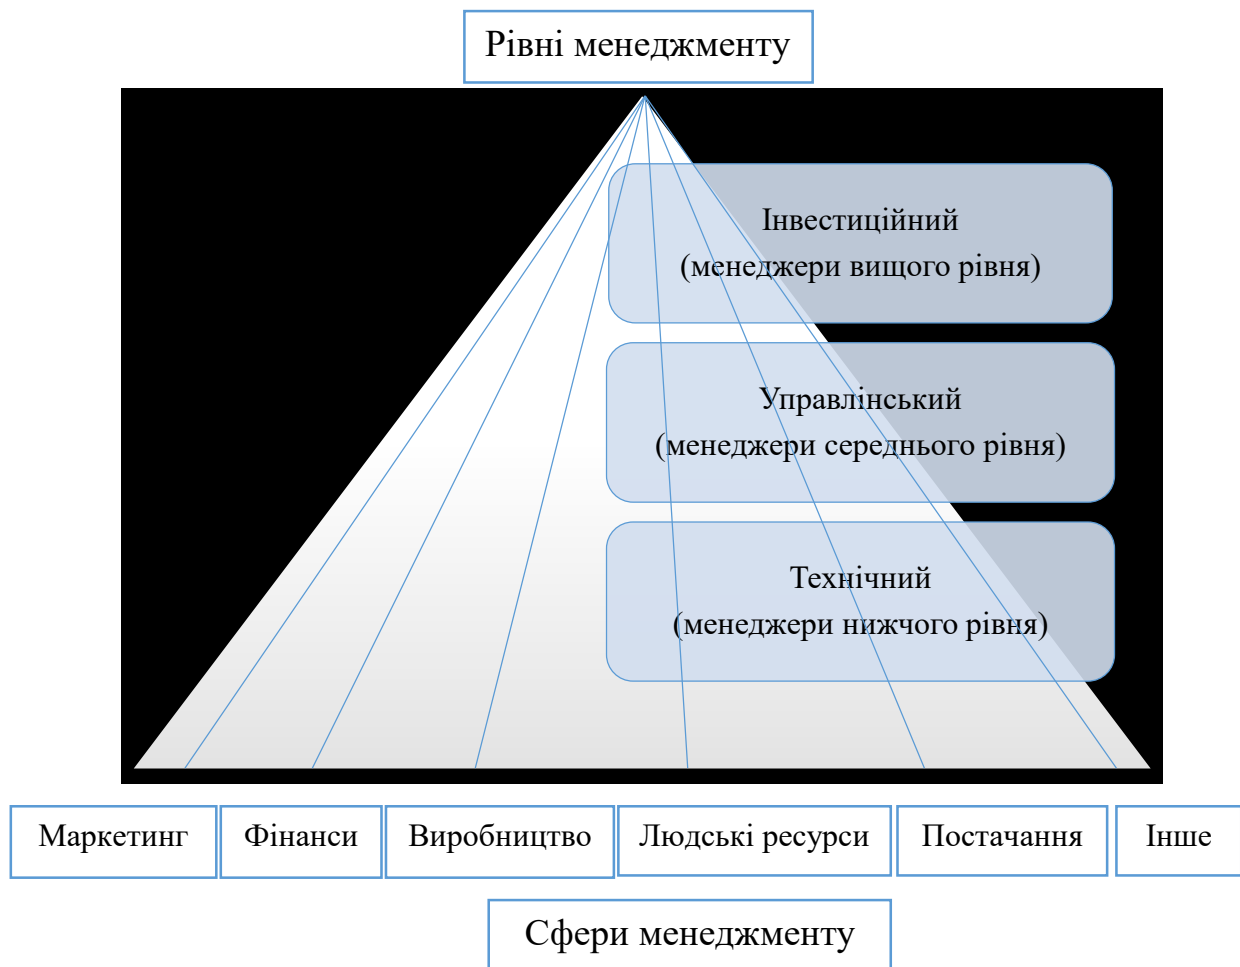 Рівні менеджменту
Інвестиційний
(менеджери вищого рівня)
Управлінський
(менеджери середнього рівня)
Технічний
(менеджери нижчого рівня)
Маркетинг
Фінанси
Виробництво
Людські ресурси
Постачання
Інше
Сфери менеджменту